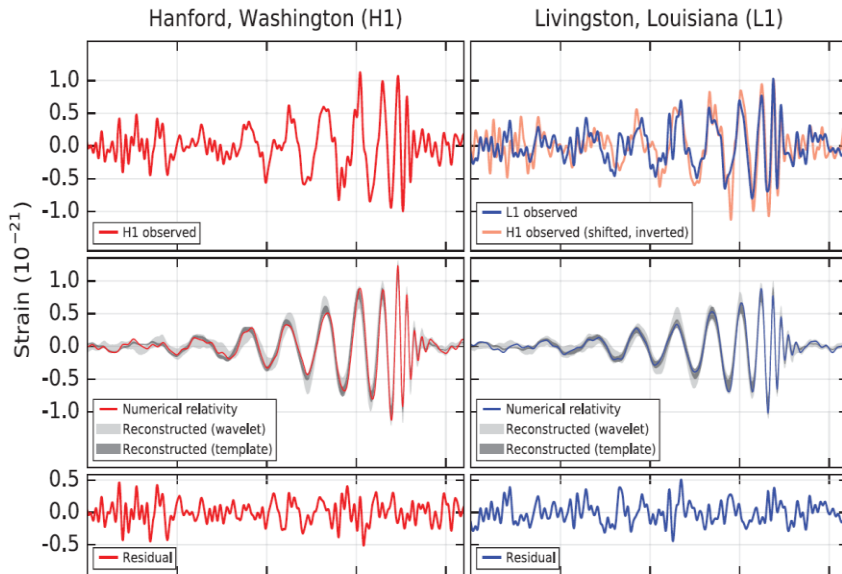 Hanford, Washington (H1)
Livingston, Louisiana (L1)
Strain (10⁻²¹)
1.0
0.5
0.0
-0.5
-1.0
H1 observed
L1 observed
H1 observed (shifted, inverted)
1.0
0.5
0.0
-0.5
-1.0
Numerical relativity
Reconstructed (wavelet)
Reconstructed (template)
Numerical relativity
Reconstructed (wavelet)
Reconstructed (template)
0.5
0.0
-0.5
Residual
Residual